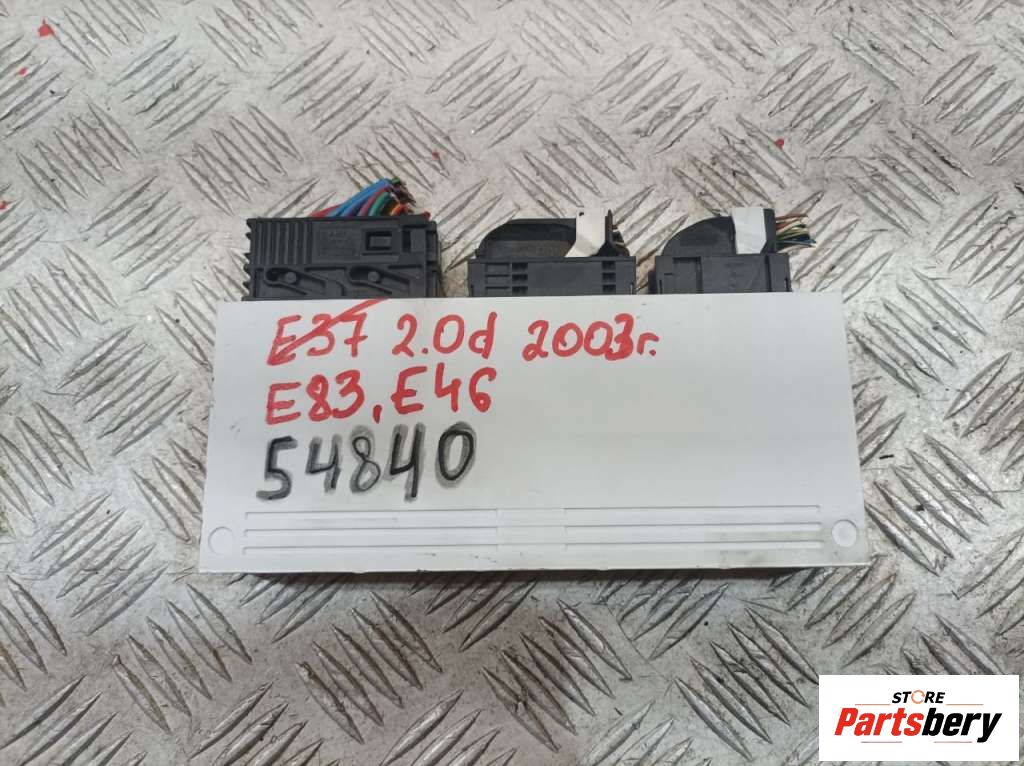 E37 2.0d 2003г.
E83, E46
54840
STORE
Partsbery